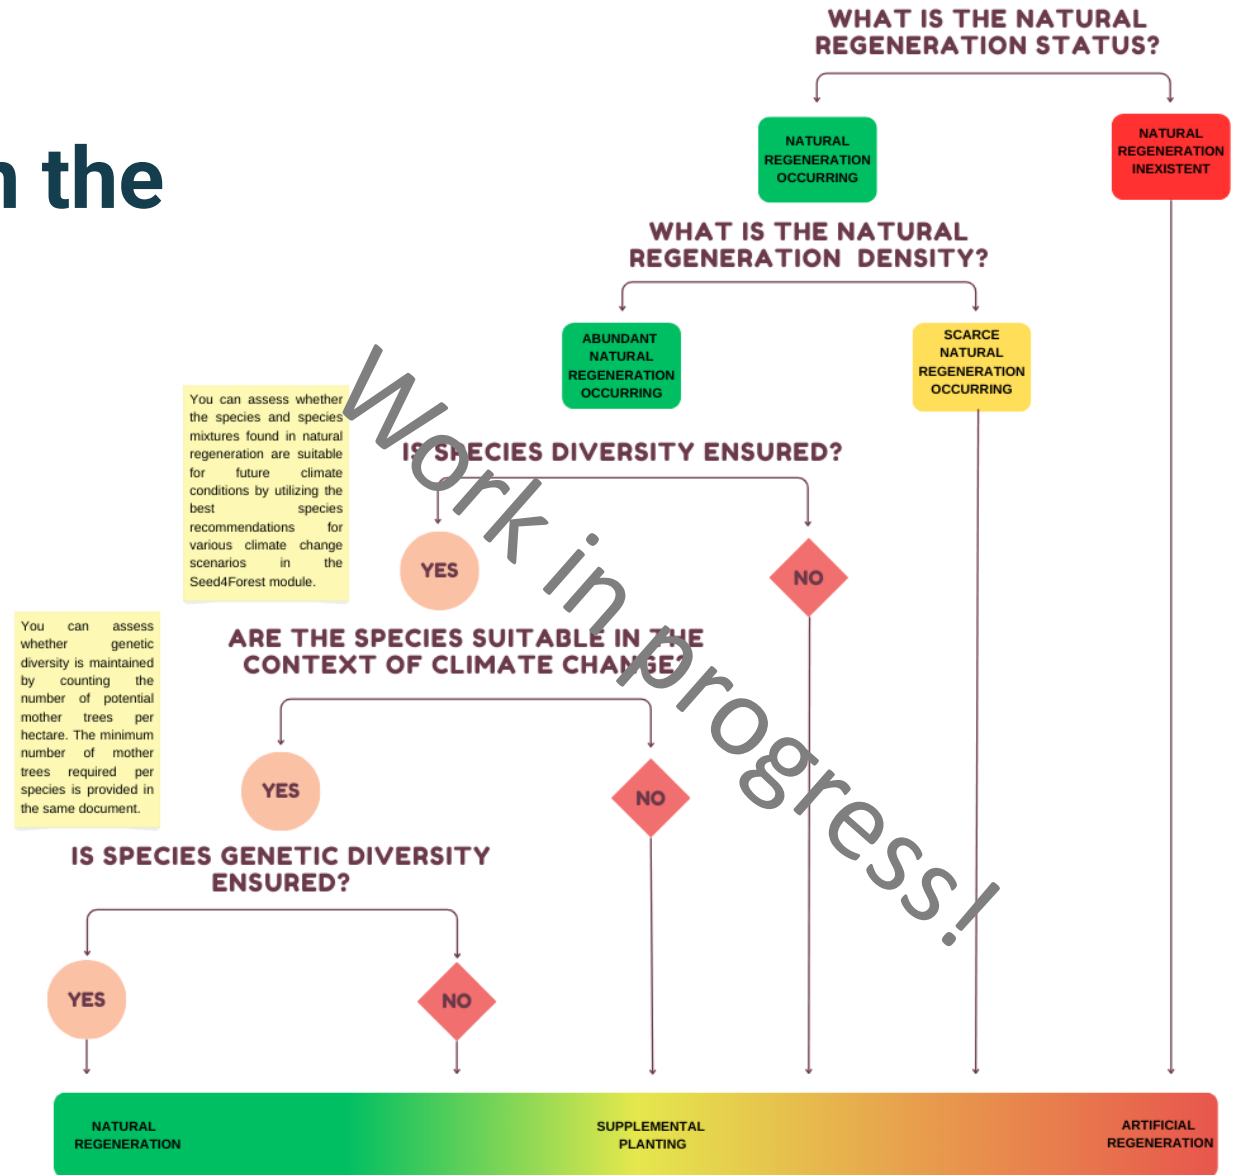 WHAT IS THE NATURAL
REGENERATION STATUS?
NATURAL
REGENERATION
OCCURRING
NATURAL
REGENERATION
INEXISTENT
n the
WHAT IS THE NATURAL
REGENERATION DENSITY?
ABUNDANT
NATURAL
REGENERATION
OCCURRING
SCARCE
NATURAL
REGENERATION
OCCURRING
You can assess whether
the species and species
mixtures found in natural
regeneration are suitable
for future climate
conditions by utilizing the
best species
recommendations for
various climate change
scenarios in the
Seed4Forest module.
IS SPECIES DIVERSITY ENSURED?
YES
NO
Work in progress!
You can assess
whether genetic
diversity is maintained
by counting the
number of potential
mother trees per
hectare. The minimum
number of mother
trees required per
species is provided in
the same document.
ARE THE SPECIES SUITABLE IN THE
CONTEXT OF CLIMATE CHANGE?
YES
NO
IS SPECIES GENETIC DIVERSITY
ENSURED?
YES
NO
NATURAL
REGENERATION
SUPPLEMENTAL
PLANTING
ARTIFICIAL
REGENERATION